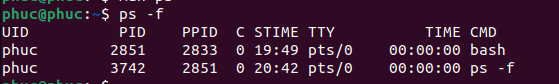 phuc@phuc:~$ ps -f
UID          PID    PPID  C STIME TTY          TIME CMD
phuc        2851    2833  0 19:49 pts/0    00:00:00 bash
phuc        3742    2851  0 20:42 pts/0    00:00:00 ps -f